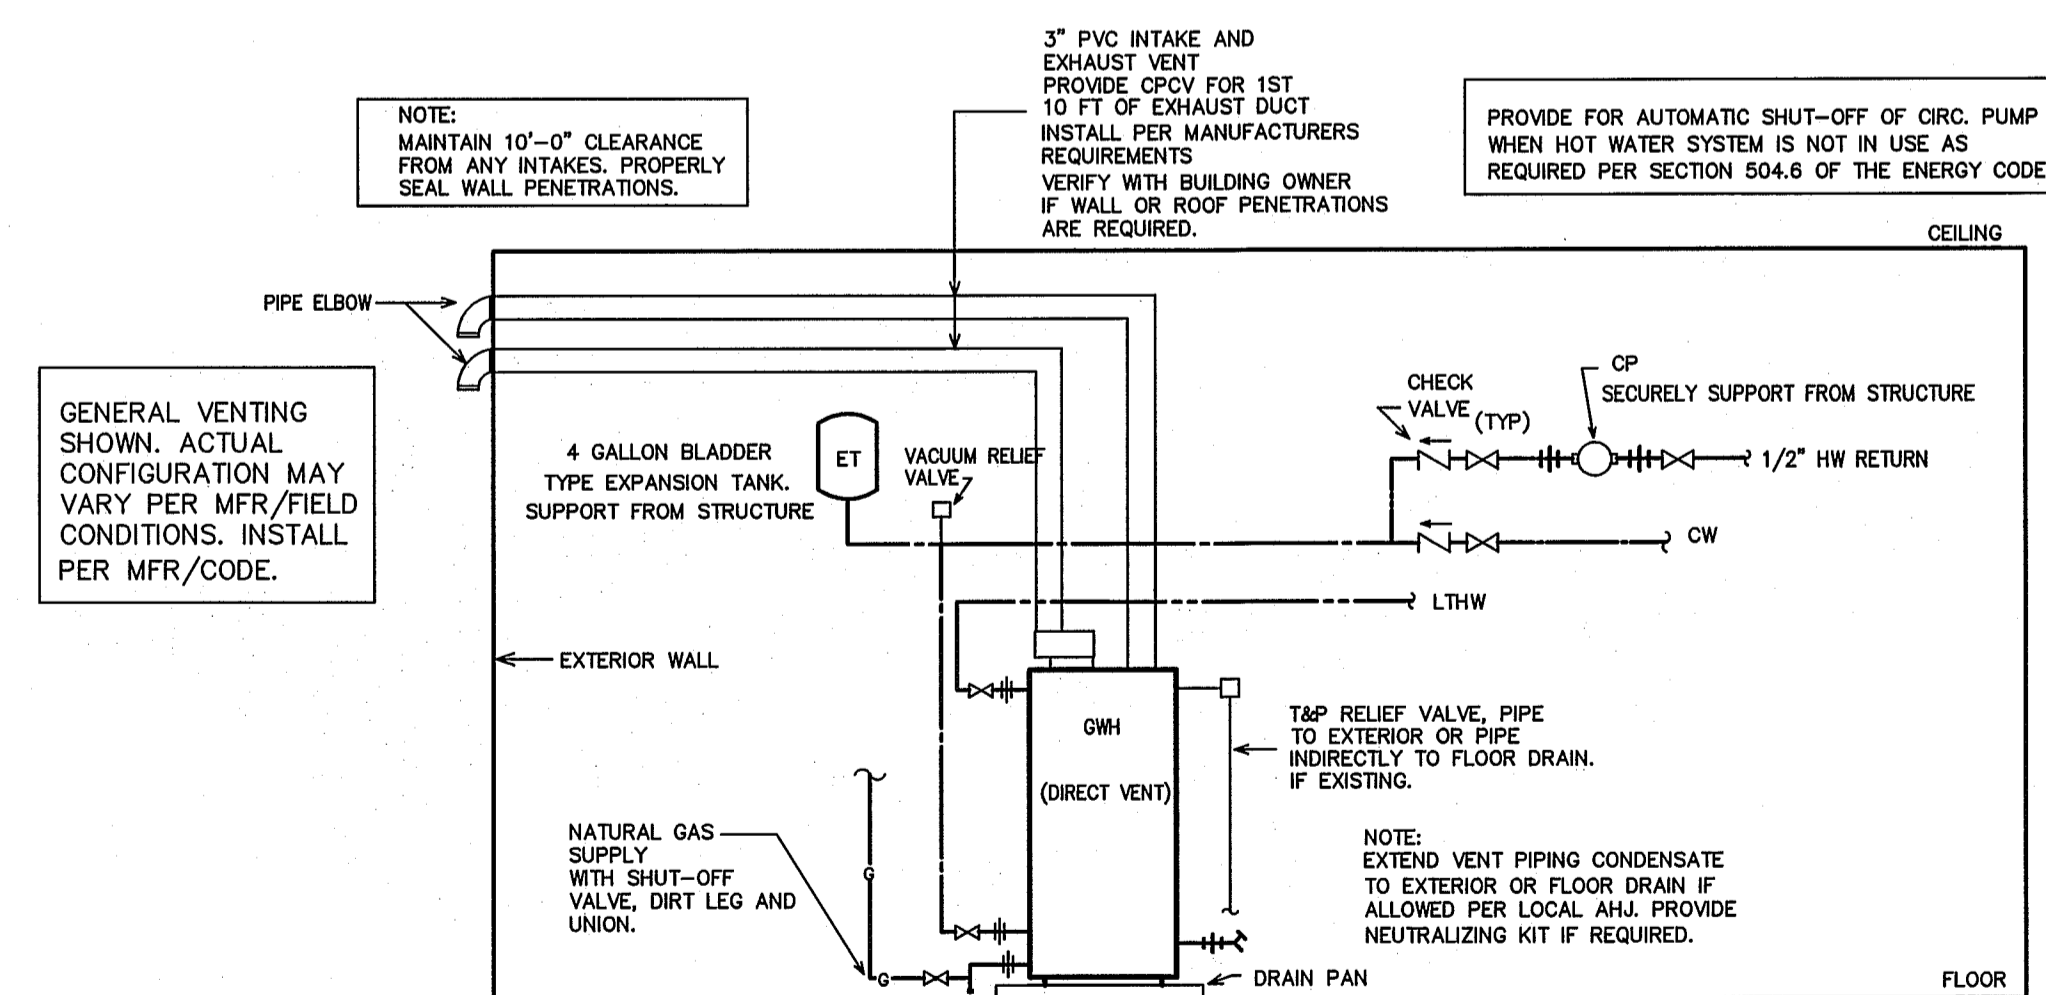 3" PVC INTAKE AND
EXHAUST VENT
PROVIDE CPCV FOR 1ST
10 FT OF EXHAUST DUCT
INSTALL PER MANUFACTURERS
REQUIREMENTS
VERIFY WITH BUILDING OWNER
IF WALL OR ROOF PENETRATIONS
ARE REQUIRED.
NOTE:
MAINTAIN 10'-0" CLEARANCE
FROM ANY INTAKES. PROPERLY
SEAL WALL PENETRATIONS.
PROVIDE FOR AUTOMATIC SHUT-OFF OF CIRC. PUMP
WHEN HOT WATER SYSTEM IS NOT IN USE AS
REQUIRED PER SECTION 504.6 OF THE ENERGY CODE
CEILING
PIPE ELBOW
GENERAL VENTING
SHOWN. ACTUAL
CONFIGURATION MAY
VARY PER MFR/FIELD
CONDITIONS. INSTALL
PER MFR/CODE.
4 GALLON BLADDER
TYPE EXPANSION TANK.
SUPPORT FROM STRUCTURE
ET
VACUUM RELIEF
VALVE
CHECK
VALVE (TYP)
CP
SECURELY SUPPORT FROM STRUCTURE
1/2" HW RETURN
CW
LTHW
EXTERIOR WALL
GWH
(DIRECT VENT)
T&P RELIEF VALVE, PIPE
TO EXTERIOR OR PIPE
INDIRECTLY TO FLOOR DRAIN.
IF EXISTING.
NATURAL GAS
SUPPLY
WITH SHUT-OFF
VALVE, DIRT LEG AND
UNION.
G
G
NOTE:
EXTEND VENT PIPING CONDENSATE
TO EXTERIOR OR FLOOR DRAIN IF
ALLOWED PER LOCAL AHJ. PROVIDE
NEUTRALIZING KIT IF REQUIRED.
DRAIN PAN
FLOOR